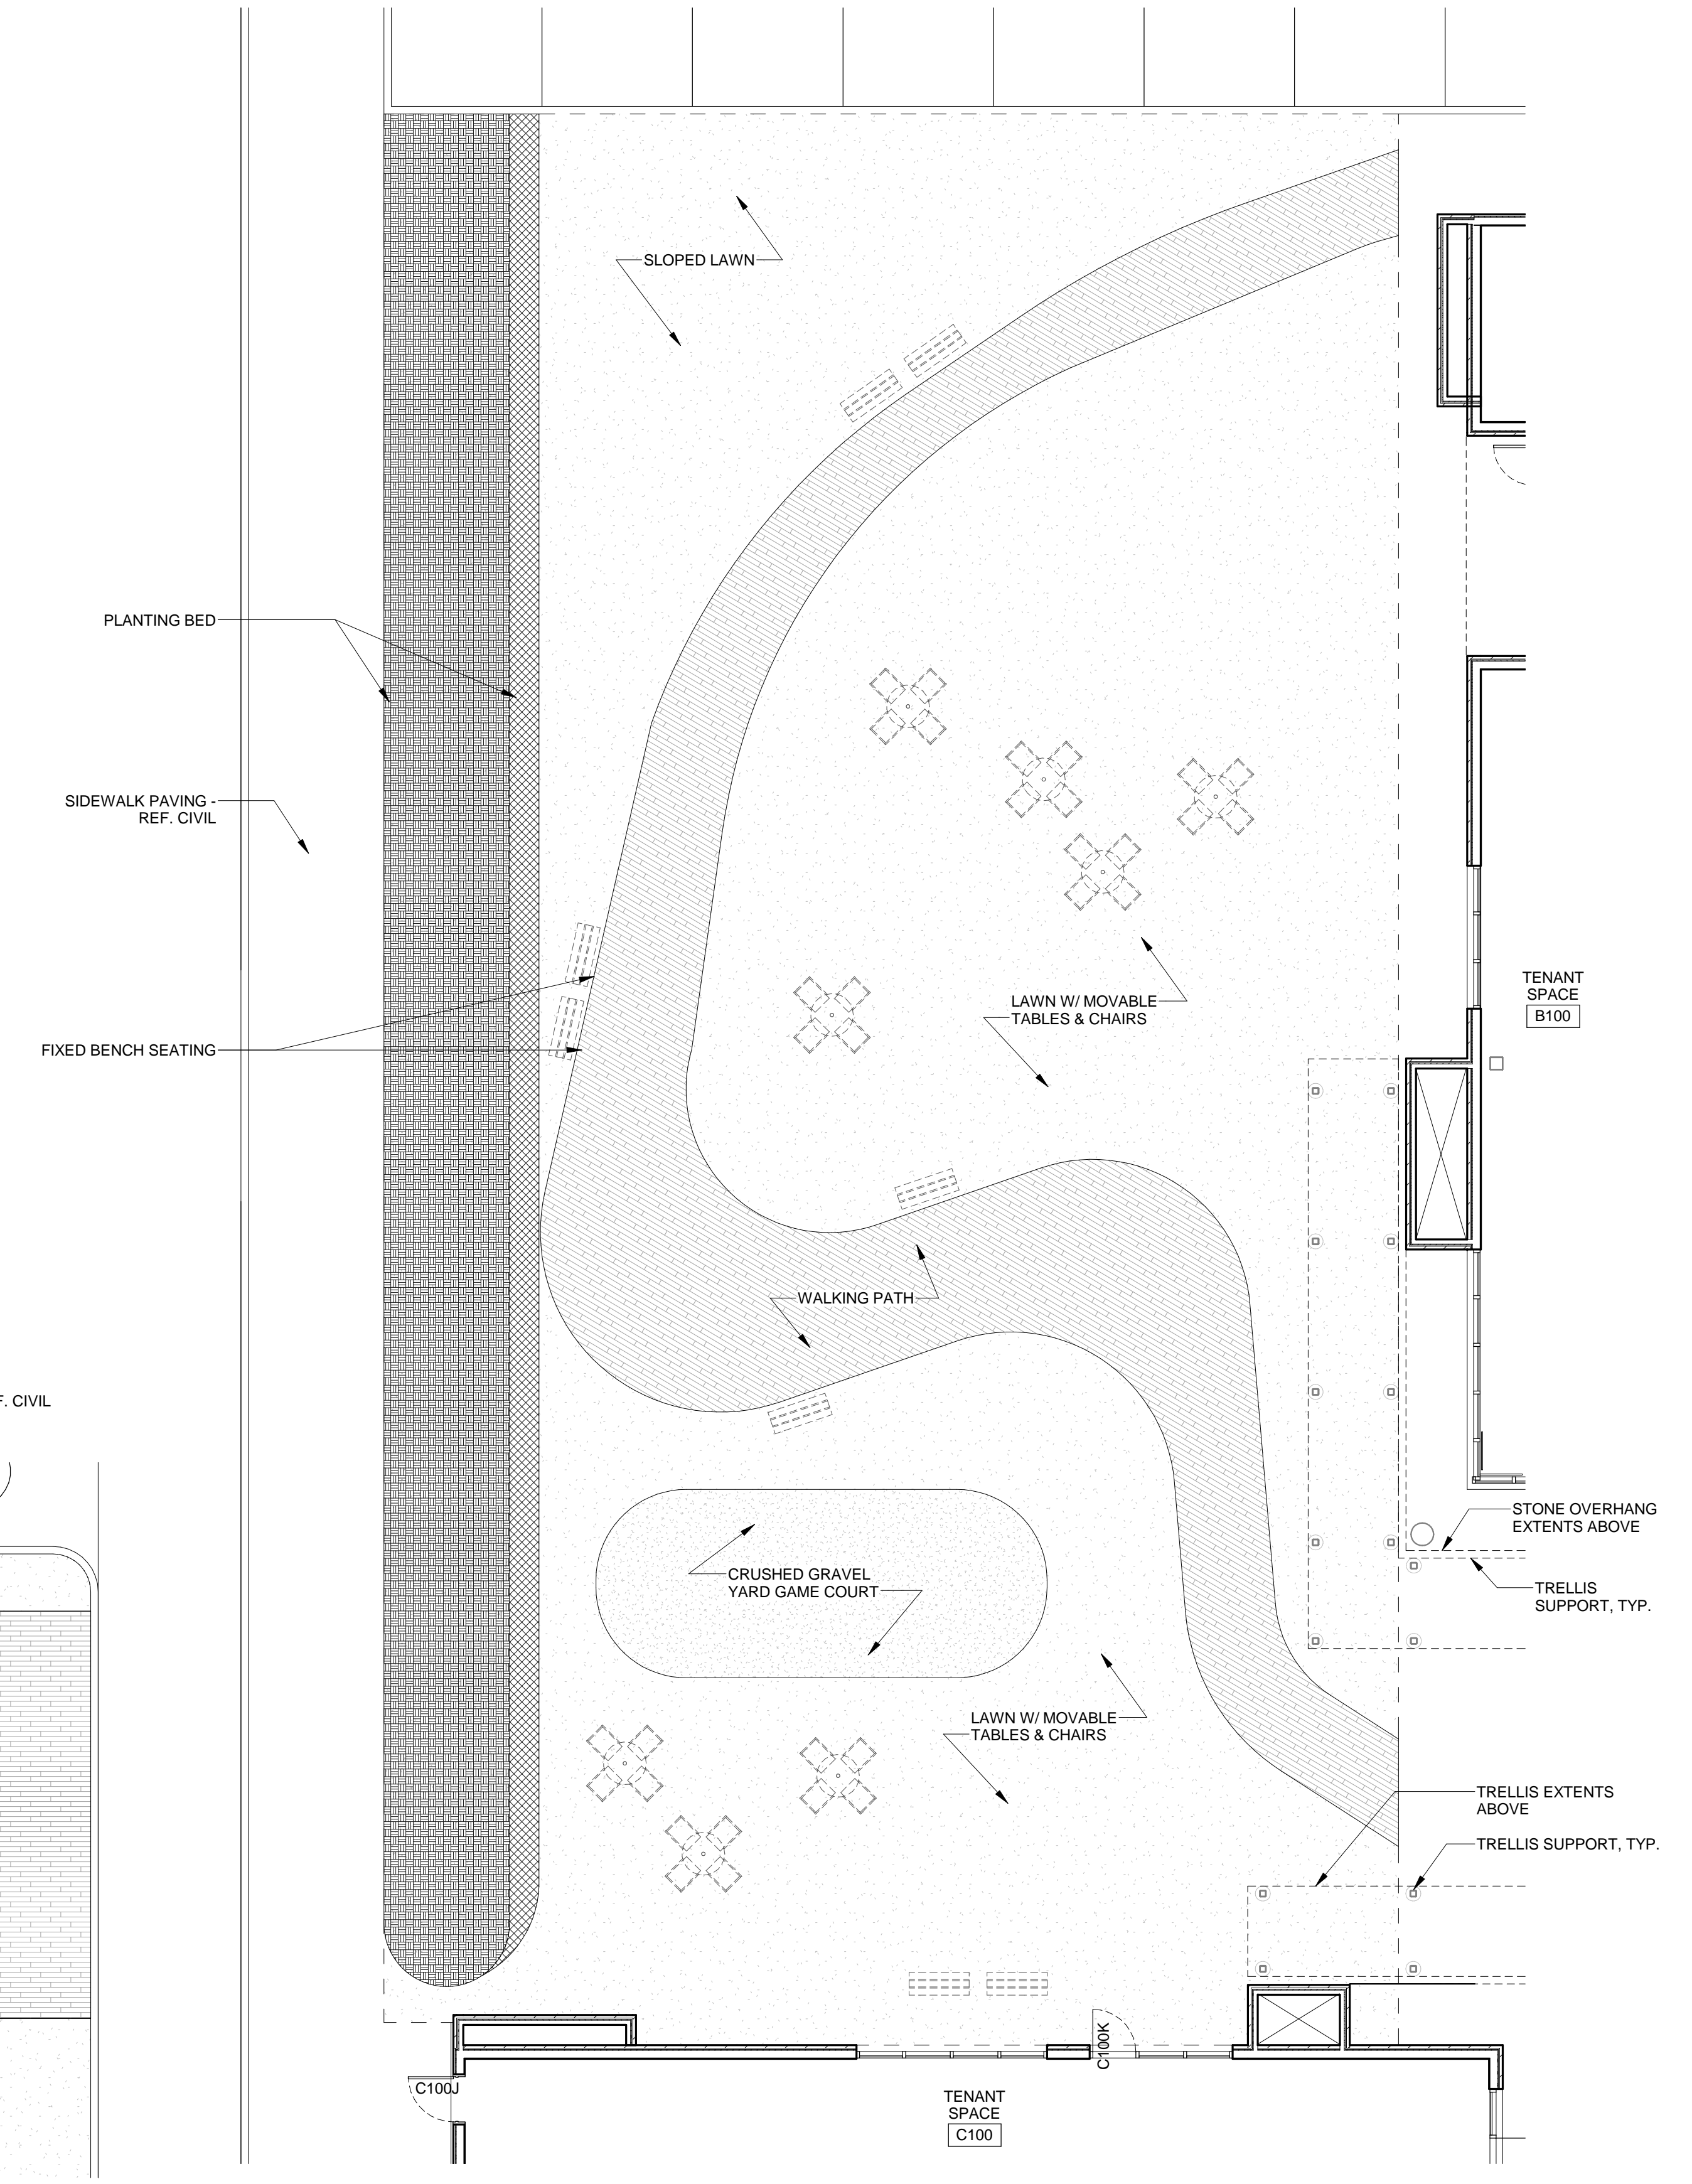 SLOPED LAWN
PLANTING BED
SIDEWALK PAVING -
REF. CIVIL
TENANT
SPACE
B100
LAWN W/ MOVABLE
TABLES & CHAIRS
FIXED BENCH SEATING
WALKING PATH
F. CIVIL
STONE OVERHANG
EXTENTS ABOVE
CRUSHED GRAVEL
YARD GAME COURT
TRELLIS
SUPPORT, TYP.
LAWN W/ MOVABLE
TABLES & CHAIRS
TRELLIS EXTENTS
ABOVE
TRELLIS SUPPORT, TYP.
C100K
C100J
TENANT
SPACE
C100